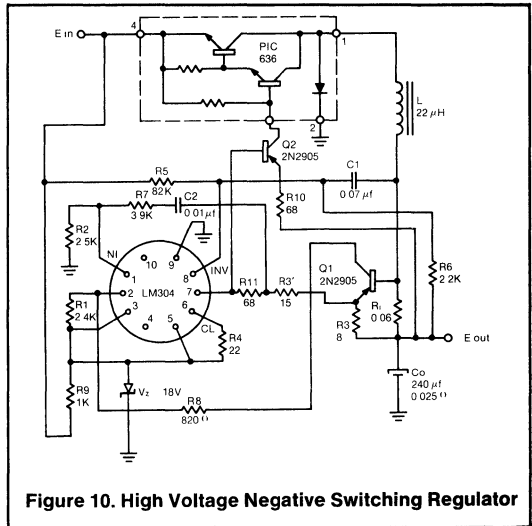 E in
4
1
PIC
636
2
L
22 μH
Q2
2N2905
R5
82K
C1
0 07 μf
R7
3 9K
C2
0 01 μf
R10
68
R2
2 5K
NI
10
9
INV
1
8
R11
68
R3'
15
Q1
2N2905
R6
2 2K
R1
2 4K
2
LM304
7
3
6
CL
4
5
R4
22
R3
8
Ri
0 06
E out
R9
1K
Vz
18V
R8
820 Ω
Co
240 μf
0 025 Ω
Figure 10. High Voltage Negative Switching Regulator